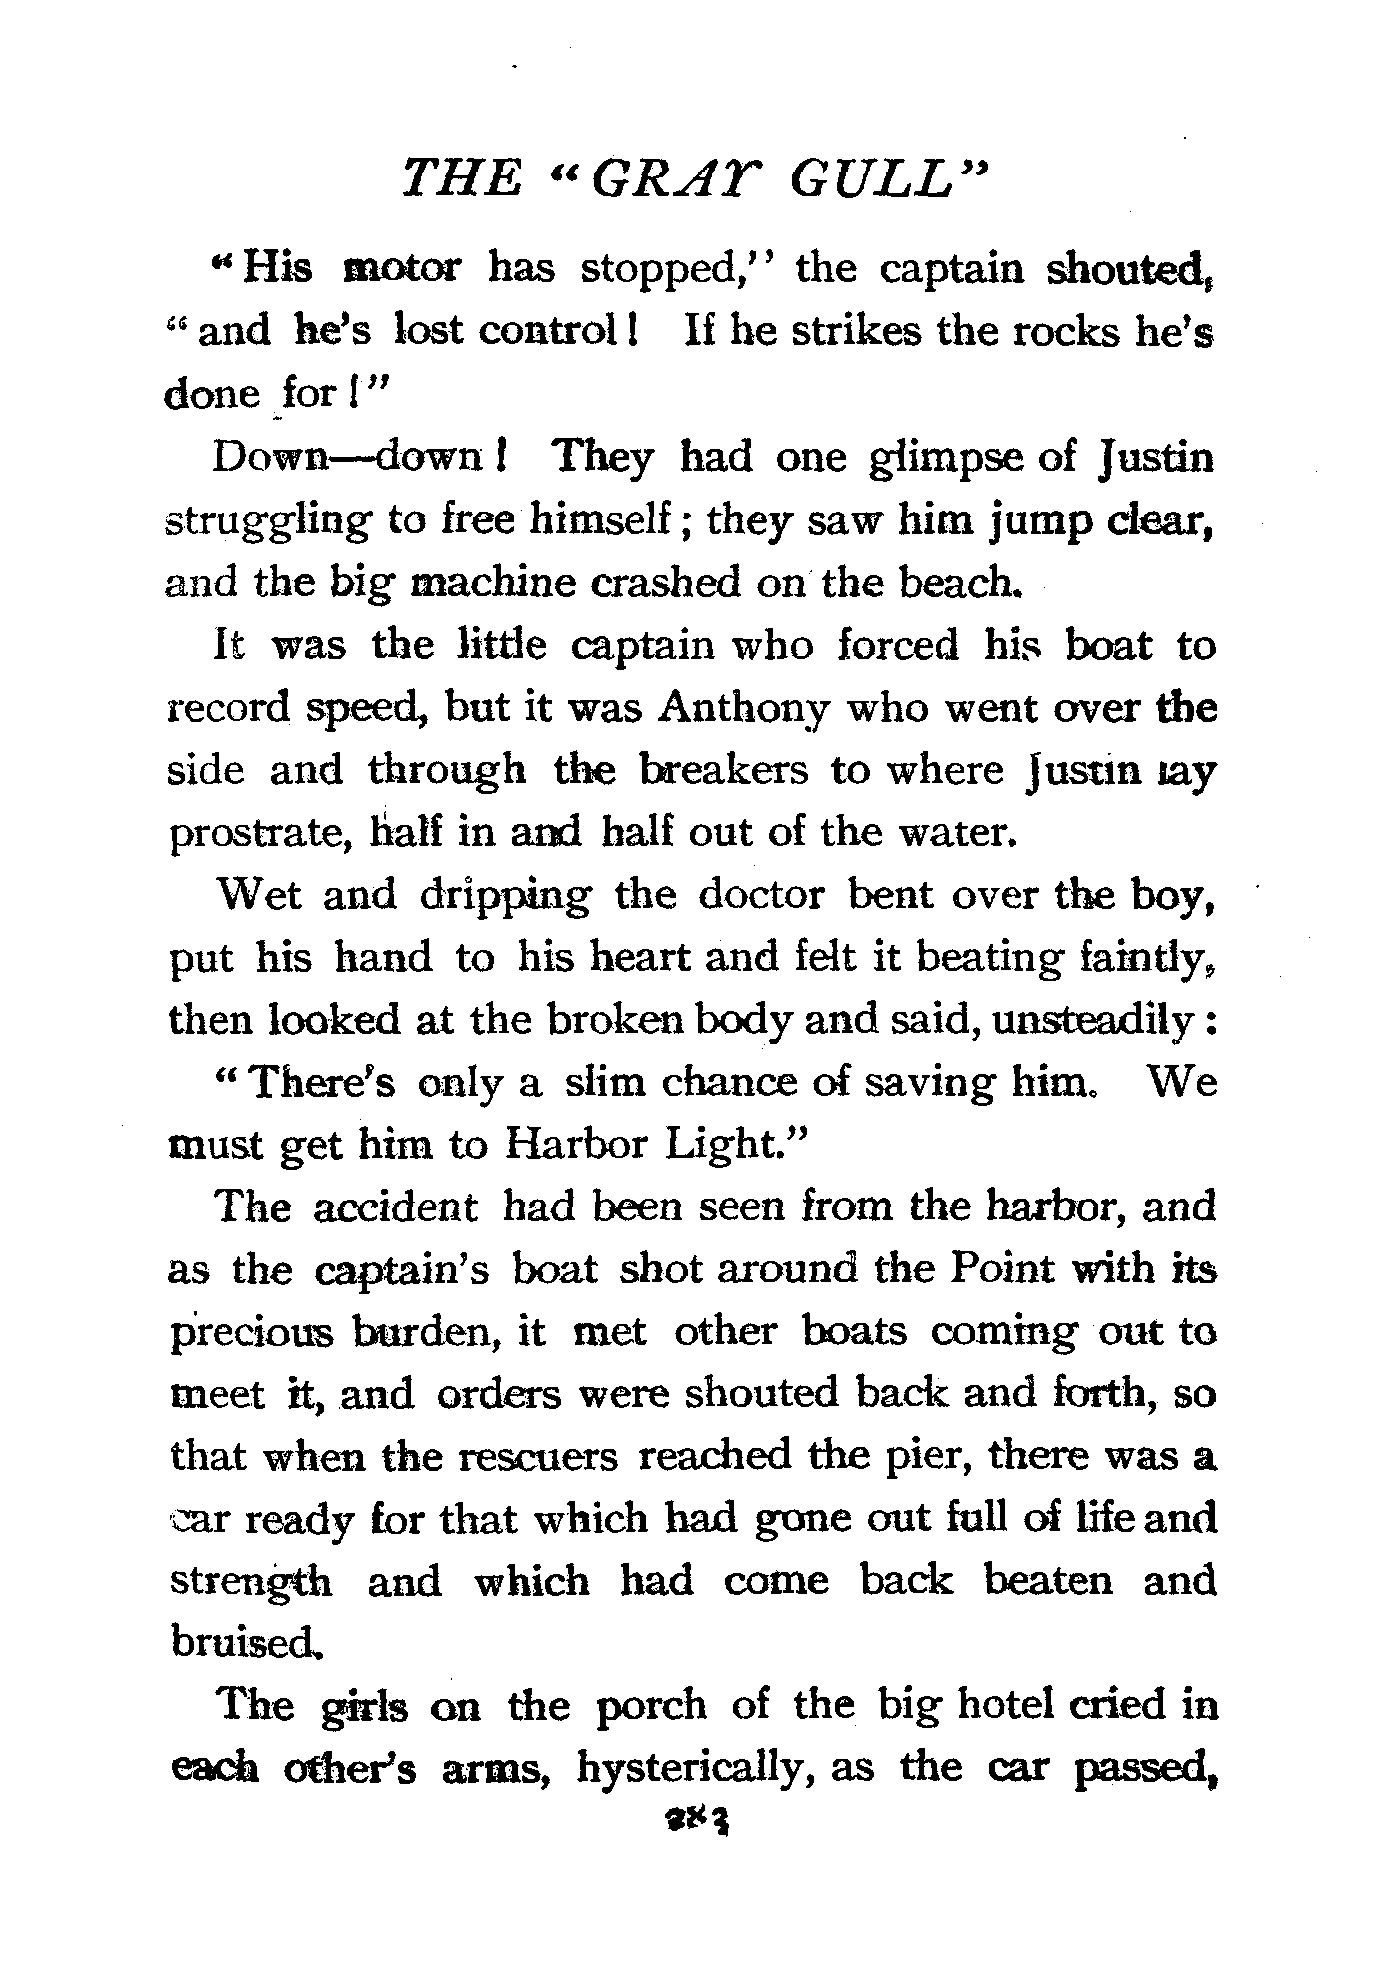 THE “GRAY GULL”
“His motor has stopped,’’ the captain shouted,
“and he’s lost control! If he strikes the rocks he’s
done for!”
Down—down! They had one glimpse of Justin
struggling to free himself; they saw him jump clear,
and the big machine crashed on the beach.
It was the little captain who forced his boat to
record speed, but it was Anthony who went over the
side and through the breakers to where Justin lay
prostrate, half in and half out of the water.
Wet and dripping the doctor bent over the boy,
put his hand to his heart and felt it beating faintly,
then looked at the broken body and said, unsteadily:
“There’s only a slim chance of saving him. We
must get him to Harbor Light.”
The accident had been seen from the harbor, and
as the captain’s boat shot around the Point with its
precious burden, it met other boats coming out to
meet it, and orders were shouted back and forth, so
that when the rescuers reached the pier, there was a
car ready for that which had gone out full of life and
strength and which had come back beaten and
bruised.
The girls on the porch of the big hotel cried in
each other’s arms, hysterically, as the car passed,